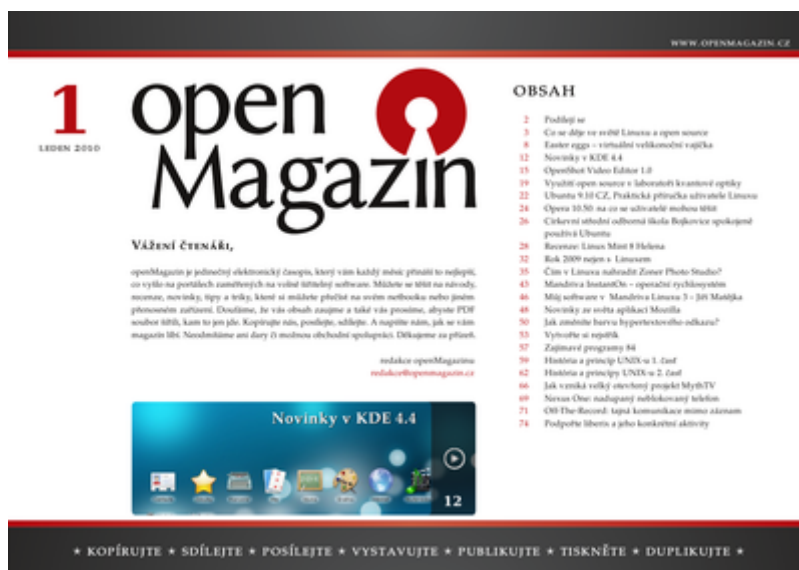 WWW.OPENMAGAZIN.CZ
1
LEDEN 2010
open
Magazin
VÁŽENÍ ČTENÁŘI,
openMagazin je jedinečný elektronický časopis, který vám každý měsíc přináší to nejlepší,
co vyšlo na portálech zaměřených na volně šiřitelný software. Můžete se těšit na návody,
recenze, novinky, tipy a triky, které si můžete přečíst na svém netbooku nebo jiném
přenosném zařízení. Doufáme, že vás obsah zaujme a také vás prosíme, abyste PDF
soubor šířili, kam to jen jde. Kopírujte nás, posílejte, sdílejte. A napište nám, jak se vám
magazín líbí. Neodmítáme ani dary či možnou obchodní spolupráci. Děkujeme za přízeň.
redakce openMagazinu
redakce@openmagazin.cz
Novinky v KDE 4.4
12
OBSAH
2 Podílejí se
3 Co se děje ve světě Linuxu a open source
8 Easter eggs – virtuální velikonoční vajíčka
12 Novinky v KDE 4.4
15 OpenShot Video Editor 1.0
19 Využití open source v laboratoři kvantové optiky
22 Ubuntu 9.10 CZ, Praktická příručka uživatele Linuxu
24 Opera 10.50: na co se uživatelé mohou těšit
26 Církevní střední odborná škola Bojkovice spokojeně
používá Ubuntu
28 Recenze: Linux Mint 8 Helena
32 Rok 2009 nejen s Linuxem
35 Čím v Linuxu nahradit Zoner Photo Studio?
43 Mandriva InstantOn – operační rychlosystém
46 Můj software v Mandriva Linuxu 3 – Jiří Matějka
48 Novinky ze světa aplikací Mozilla
50 Jak změníte barvu hypertextového odkazu?
53 Vytvořte si rejstřík
57 Zajímavé programy 84
59 História a princíp UNIX-u 1. časť
62 História a princípy UNIX-u 2. časť
66 Jak vzniká velký otevřený projekt MythTV
69 Nexus One: nadupaný neblokovaný telefon
71 Off-The-Record: tajná komunikace mimo záznam
74 Podpořte liberix a jeho konkrétní aktivity
★ KOPÍRUJTE ★ SDÍLEJTE ★ POSÍLEJTE ★ VYSTAVUJTE ★ PUBLIKUJTE ★ TISKNĚTE ★ DUPLIKUJTE ★